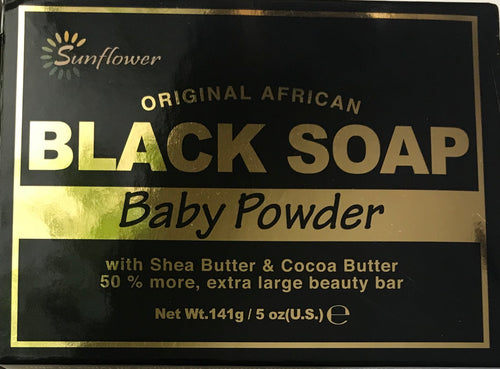 Sunflower
ORIGINAL AFRICAN
BLACK SOAP
Baby Powder
with Shea Butter & Cocoa Butter
50 % more, extra large beauty bar
Net Wt.141g / 5 oz(U.S.) ℮